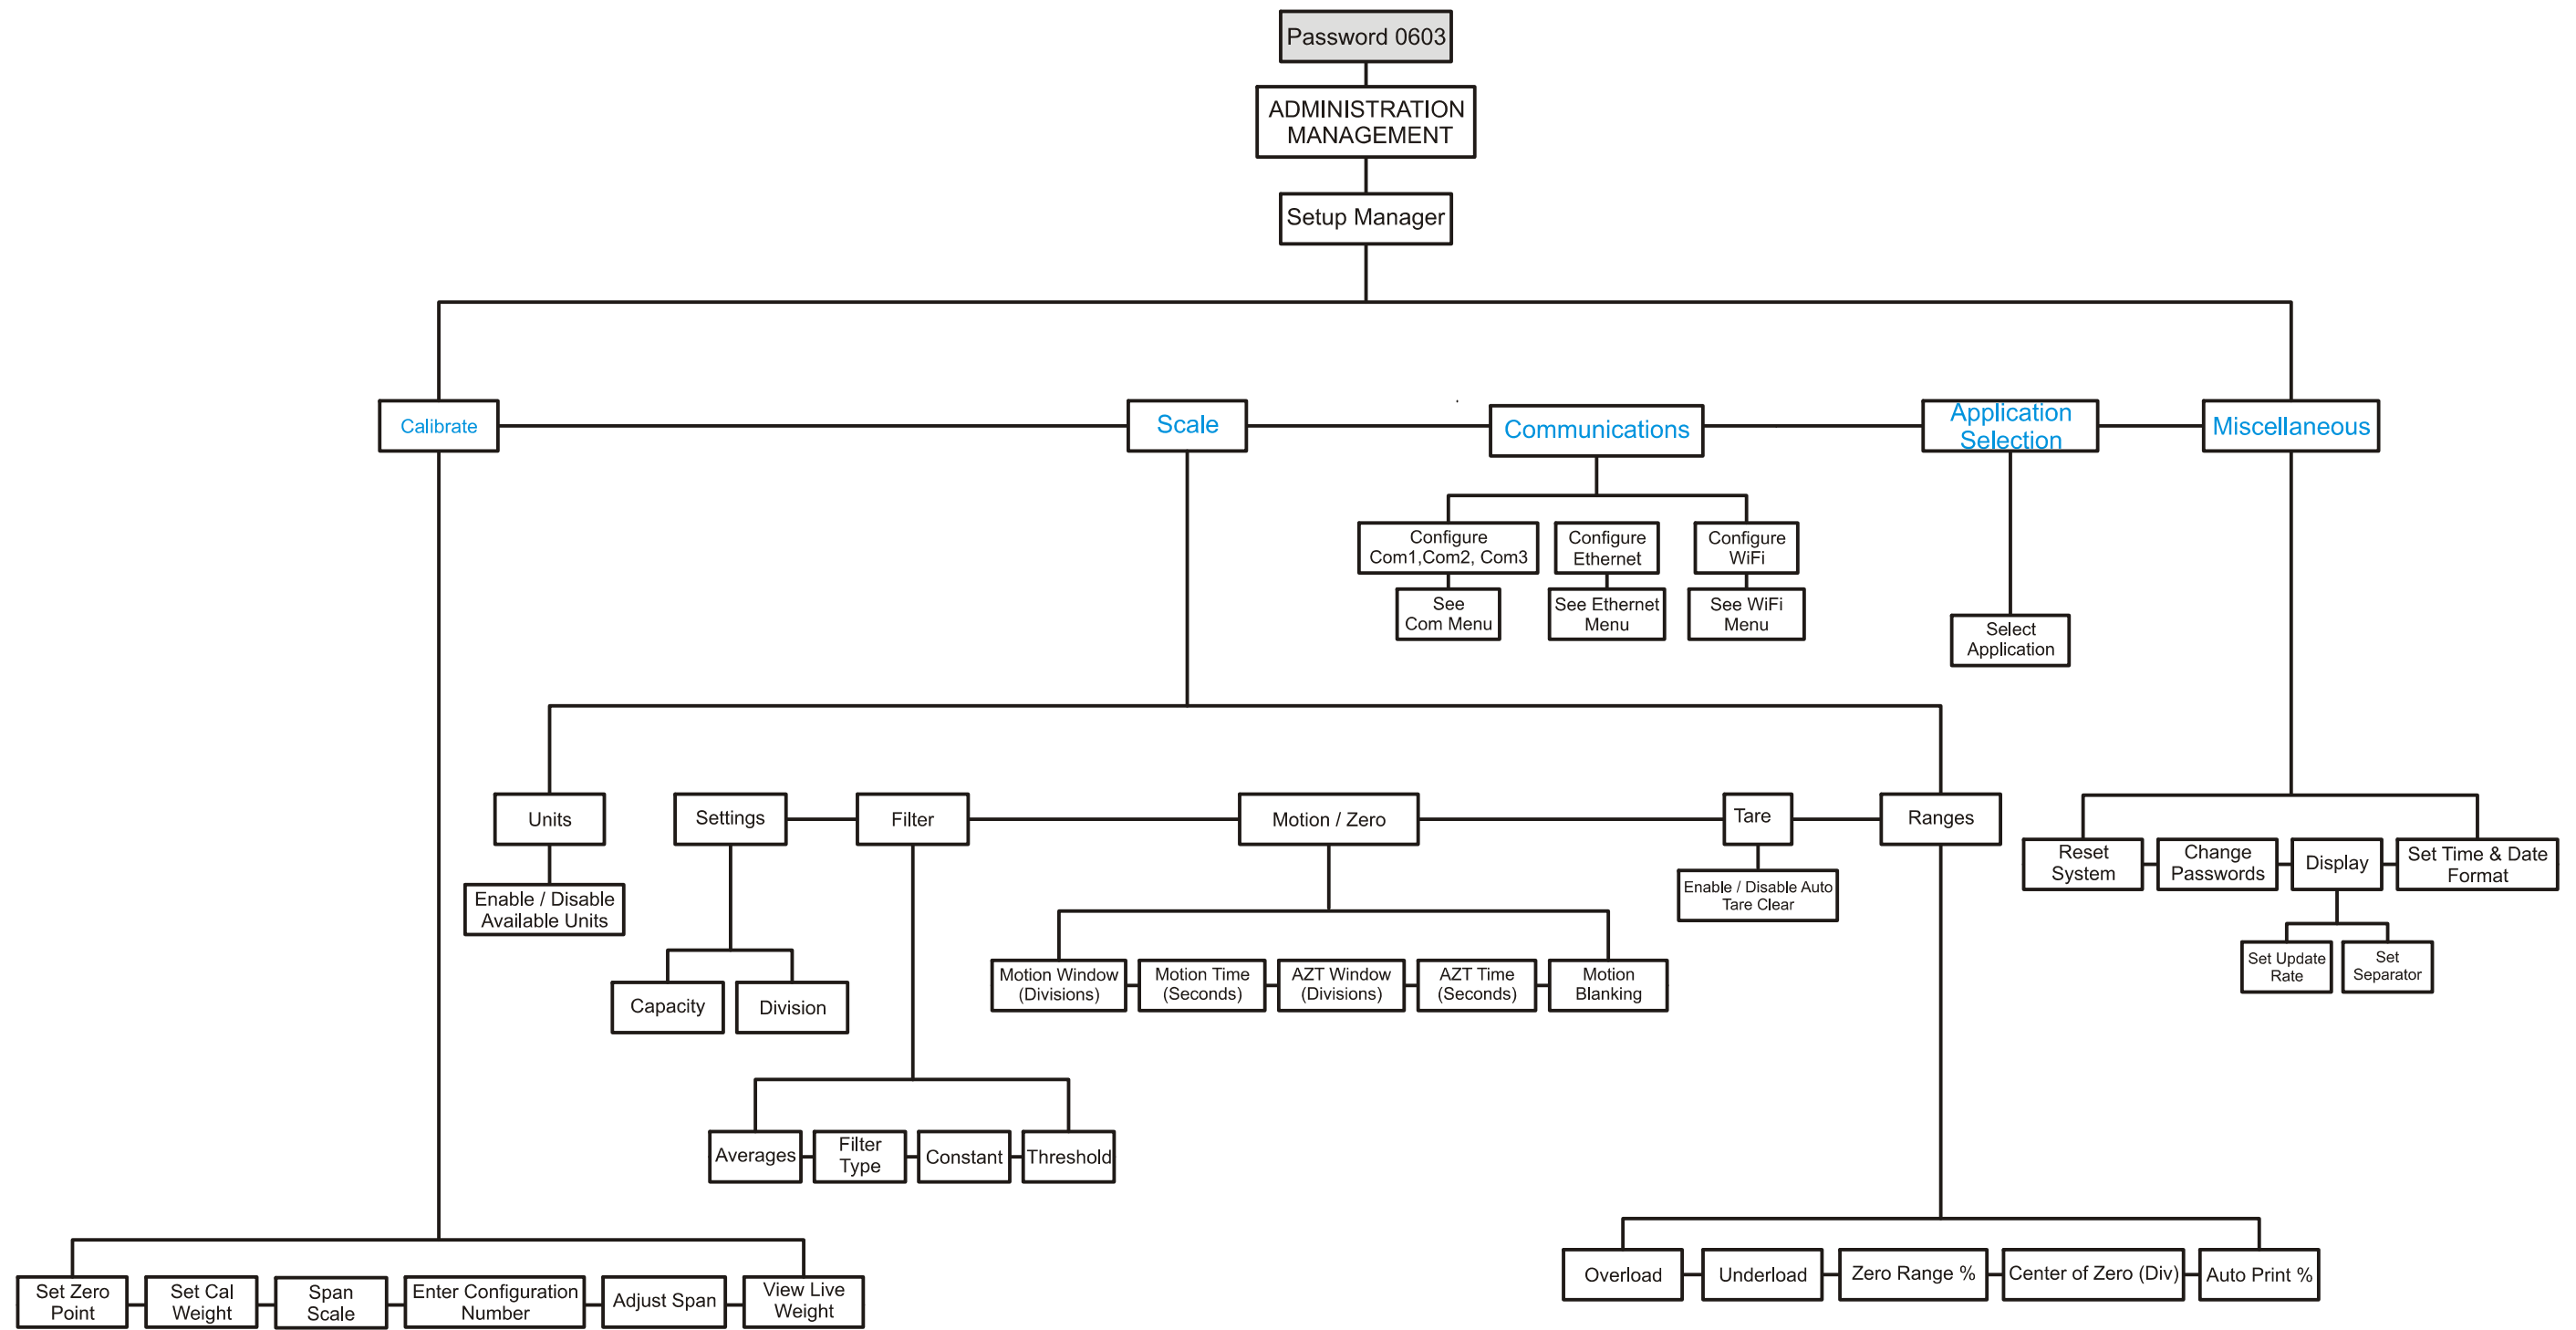 Password 0603
ADMINISTRATION
MANAGEMENT
Setup Manager
Calibrate
Scale
Communications
Application
Selection
Miscellaneous
Configure
Com1,Com2, Com3
Configure
Ethernet
Configure
WiFi
See
Com Menu
See Ethernet
Menu
See WiFi
Menu
Select
Application
Units
Settings
Filter
Motion / Zero
Tare
Ranges
Enable / Disable
Available Units
Enable / Disable Auto
Tare Clear
Reset
System
Change
Passwords
Display
Set Time & Date
Format
Set Update
Rate
Set
Separator
Capacity
Division
Motion Window
(Divisions)
Motion Time
(Seconds)
AZT Window
(Divisions)
AZT Time
(Seconds)
Motion
Blanking
Averages
Filter
Type
Constant
Threshold
Overload
Underload
Zero Range %
Center of Zero (Div)
Auto Print %
Set Zero
Point
Set Cal
Weight
Span
Scale
Enter Configuration
Number
Adjust Span
View Live
Weight